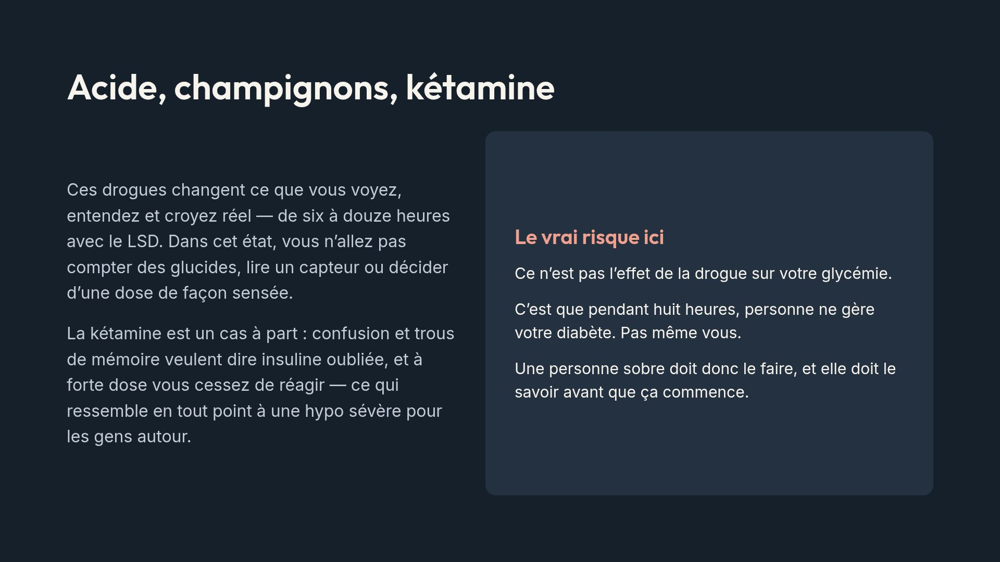 Acide, champignons, kétamine
Ces drogues changent ce que vous voyez,
entendez et croyez réel — de six à douze heures
avec le LSD. Dans cet état, vous n’allez pas
compter des glucides, lire un capteur ou décider
d’une dose de façon sensée.
La kétamine est un cas à part : confusion et trous
de mémoire veulent dire insuline oubliée, et à
forte dose vous cessez de réagir — ce qui
ressemble en tout point à une hypo sévère pour
les gens autour.
Le vrai risque ici
Ce n’est pas l’effet de la drogue sur votre glycémie.
C’est que pendant huit heures, personne ne gère
votre diabète. Pas même vous.
Une personne sobre doit donc le faire, et elle doit le
savoir avant que ça commence.